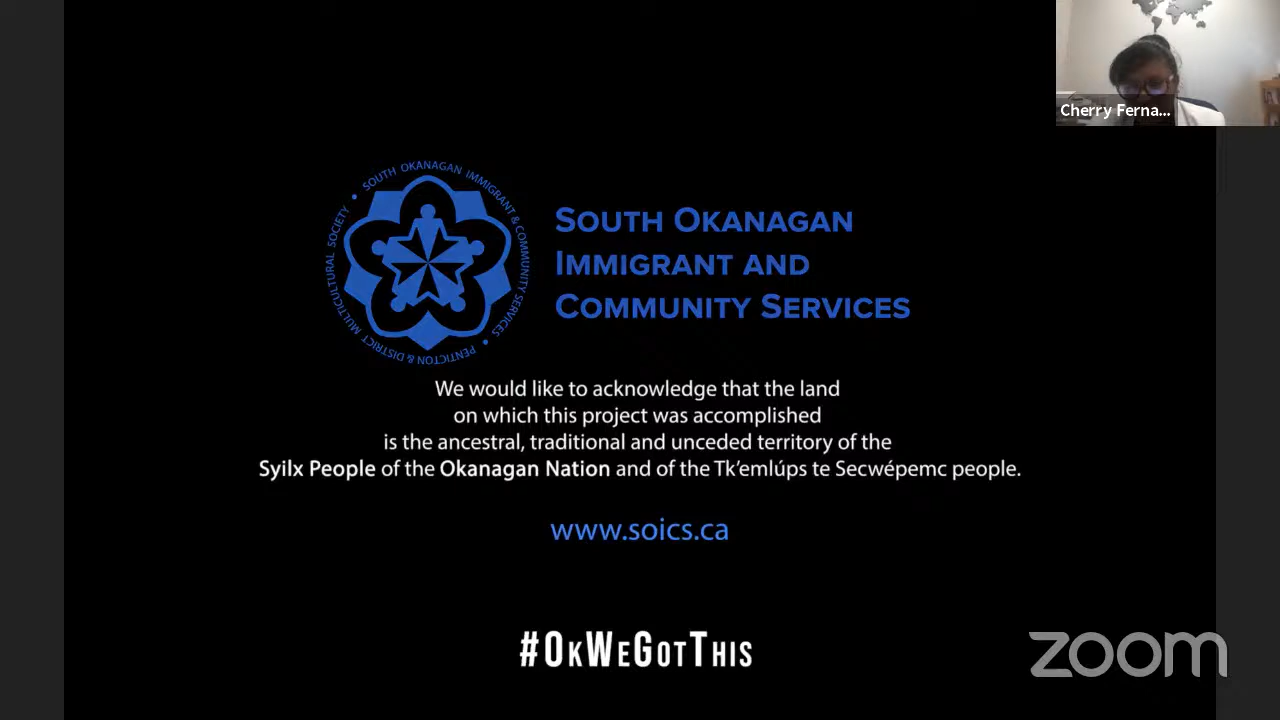 Cherry Ferna...
SOUTH OKANAGAN IMMIGRANT & COMMUNITY SERVICES • PENTICTON & DISTRICT MULTICULTURAL SOCIETY •
SOUTH OKANAGAN
IMMIGRANT AND
COMMUNITY SERVICES
We would like to acknowledge that the land
on which this project was accomplished
is the ancestral, traditional and unceded territory of the
Syilx People of the Okanagan Nation and of the Tk'emlúps te Secwépemc people.
www.soics.ca
#OKWEGOTTHIS
zoom